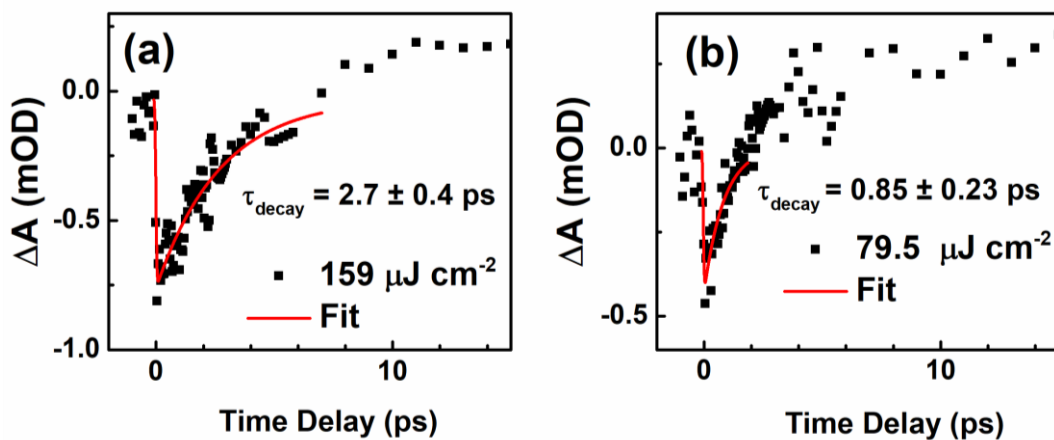 (a)
0.0
-0.5
-1.0
ΔA (mOD)
τdecay = 2.7 ± 0.4 ps
159 μJ cm-2
Fit
0
10
Time Delay (ps)
(b)
0.0
-0.5
ΔA (mOD)
τdecay = 0.85 ± 0.23 ps
79.5 μJ cm-2
Fit
0
10
Time Delay (ps)